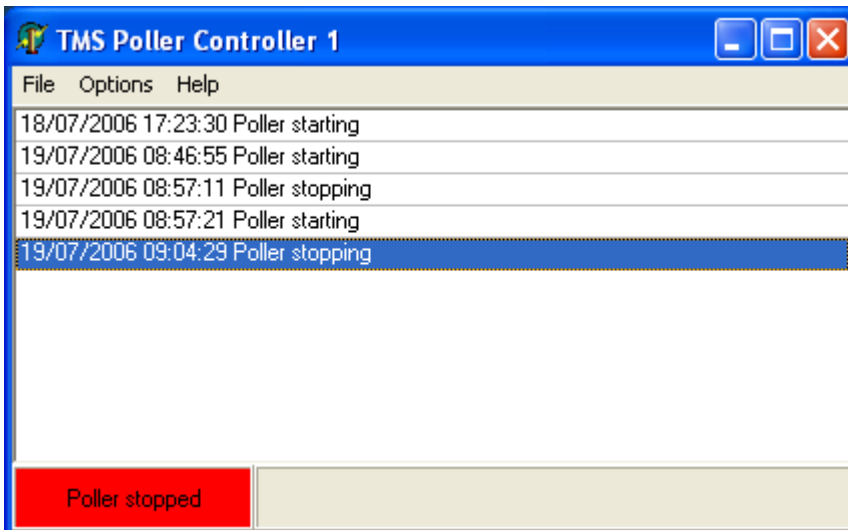 TMS Poller Controller 1
File Options Help
18/07/2006 17:23:30 Poller starting
19/07/2006 08:46:55 Poller starting
19/07/2006 08:57:11 Poller stopping
19/07/2006 08:57:21 Poller starting
19/07/2006 09:04:29 Poller stopping
Poller stopped